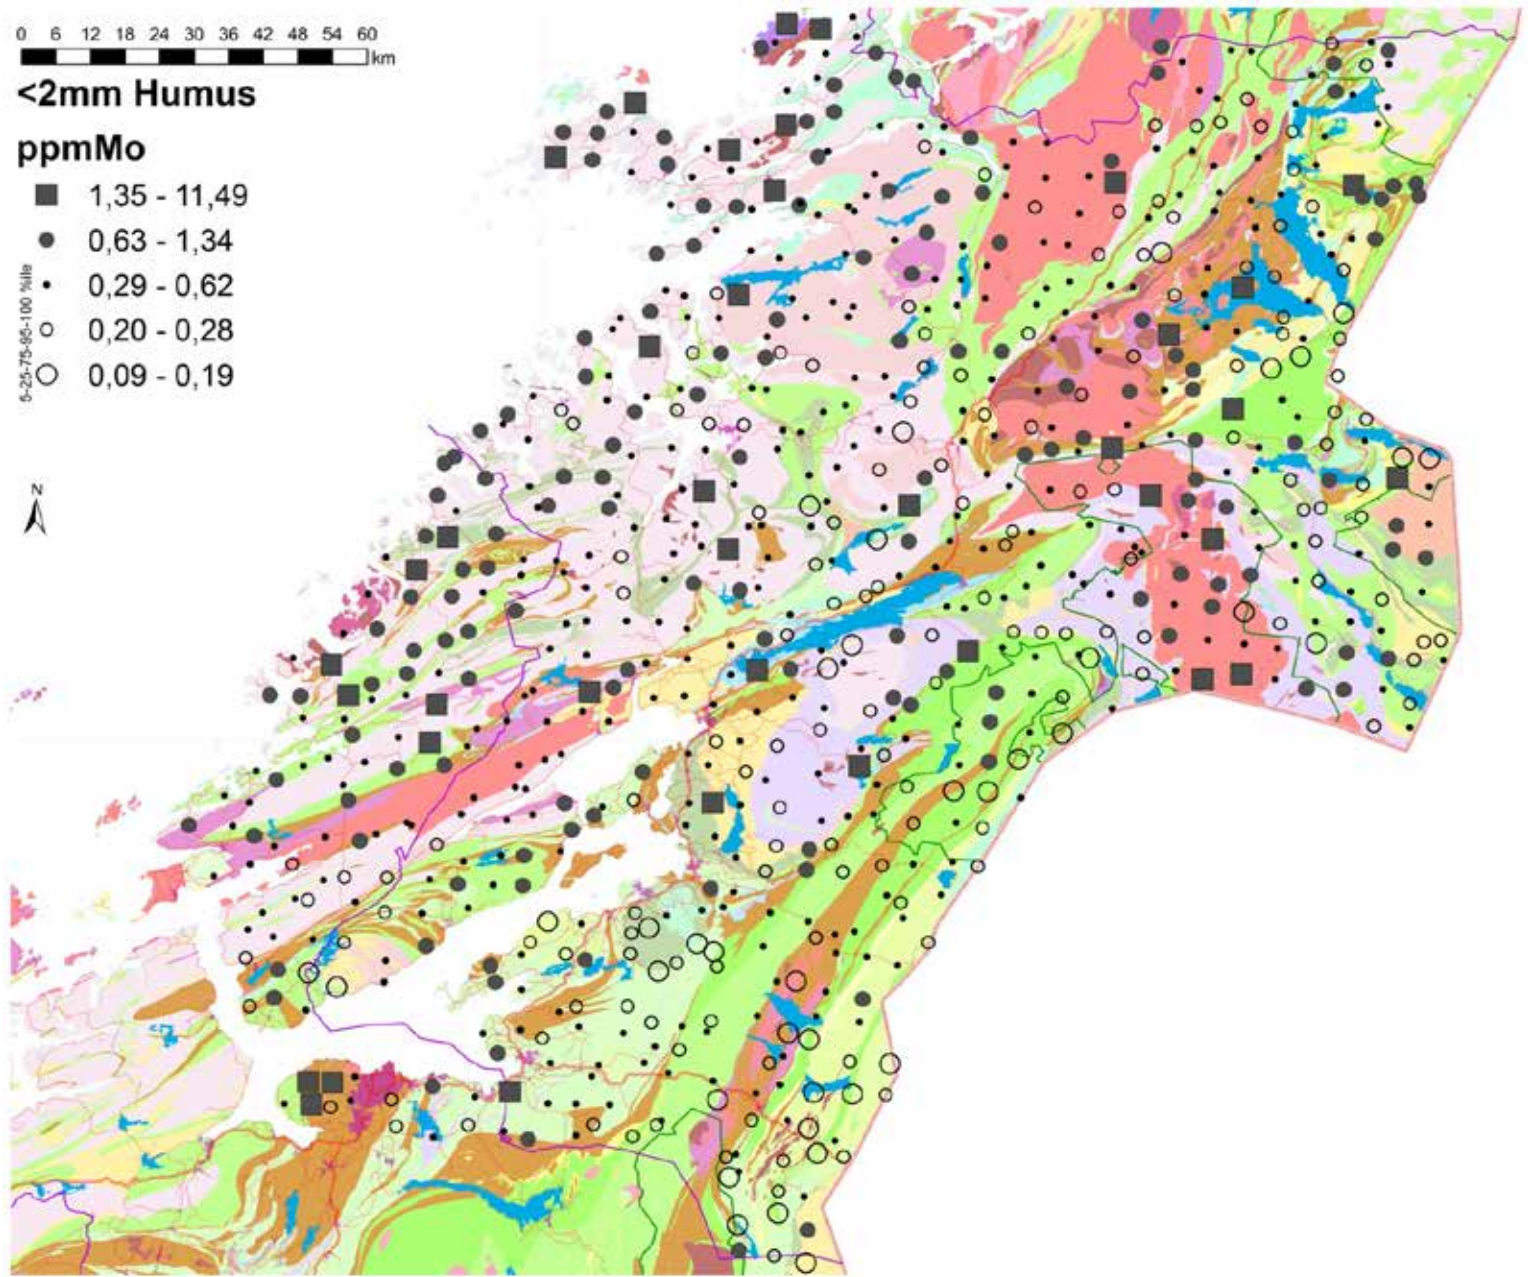 0 6 12 18 24 30 36 42 48 54 60
km
<2mm Humus
ppmMo
1,35 - 11,49
0,63 - 1,34
0,29 - 0,62
0,20 - 0,28
0,09 - 0,19
5-25-75-95-100 %ile
N